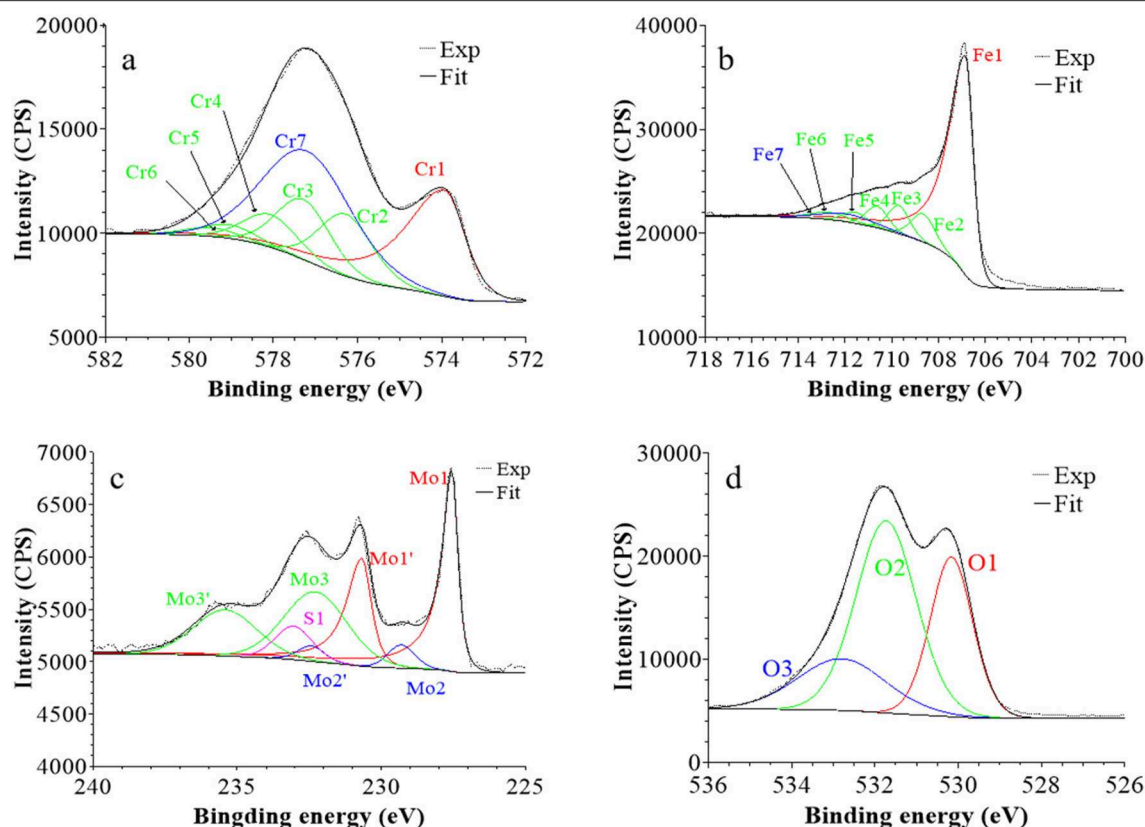 a
20000
15000
10000
5000
Intensity (CPS)
Exp
Fit
Cr4
Cr5
Cr6
Cr7
Cr3
Cr2
Cr1
582 580 578 576 574 572
Binding energy (eV)
b
40000
30000
20000
10000
Intensity (CPS)
Exp
Fit
Fe1
Fe6
Fe5
Fe7
Fe4
Fe3
Fe2
718 716 714 712 710 708 706 704 702 700
Binding energy (eV)
c
7000
6500
6000
5500
5000
4500
4000
Intensity (CPS)
Exp
Fit
Mo1
Mo1'
Mo3
Mo3'
S1
Mo2'
Mo2
240 235 230 225
Bingding energy (eV)
d
30000
20000
10000
0
Intensity (CPS)
Exp
Fit
O2
O1
O3
536 534 532 530 528 526
Binding energy (eV)